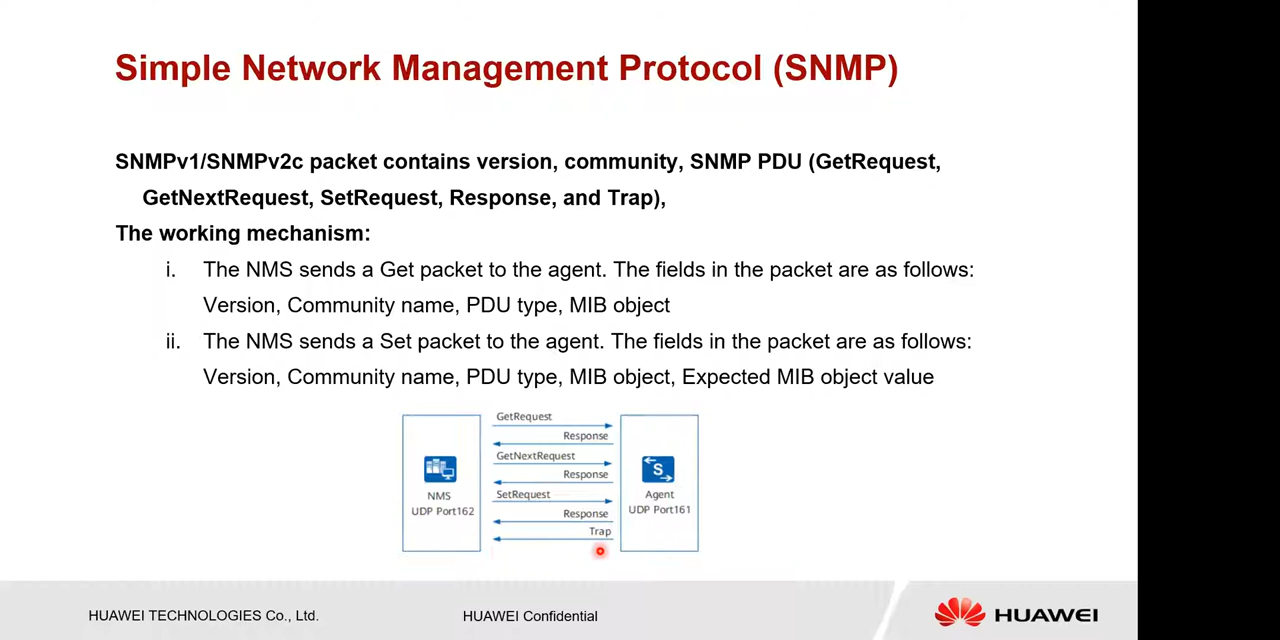 Simple Network Management Protocol (SNMP)
SNMPv1/SNMPv2c packet contains version, community, SNMP PDU (GetRequest,
GetNextRequest, SetRequest, Response, and Trap),
The working mechanism:
i. The NMS sends a Get packet to the agent. The fields in the packet are as follows:
Version, Community name, PDU type, MIB object
ii. The NMS sends a Set packet to the agent. The fields in the packet are as follows:
Version, Community name, PDU type, MIB object, Expected MIB object value
GetRequest
Response
GetNextRequest
Response
SetRequest
Response
Trap
NMS
UDP Port162
S
Agent
UDP Port161
HUAWEI TECHNOLOGIES Co., Ltd.
HUAWEI Confidential
HUAWEI